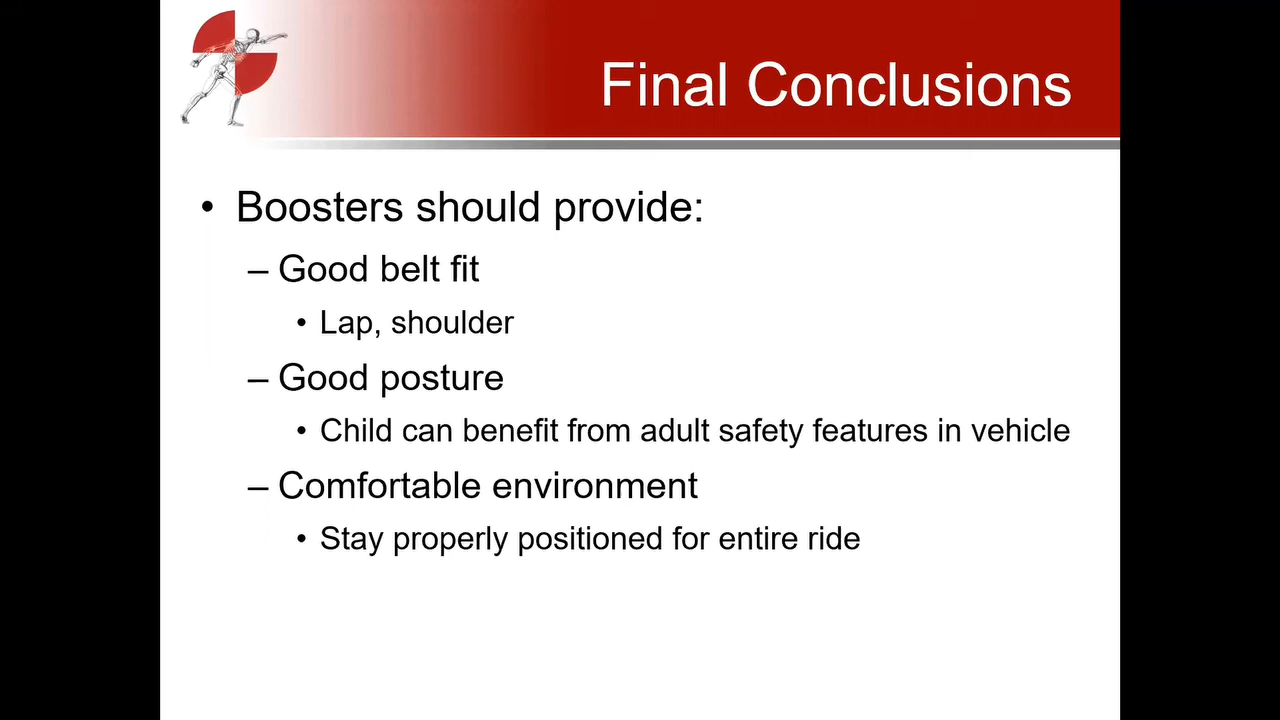 Final Conclusions
• Boosters should provide:
– Good belt fit
• Lap, shoulder
– Good posture
• Child can benefit from adult safety features in vehicle
– Comfortable environment
• Stay properly positioned for entire ride